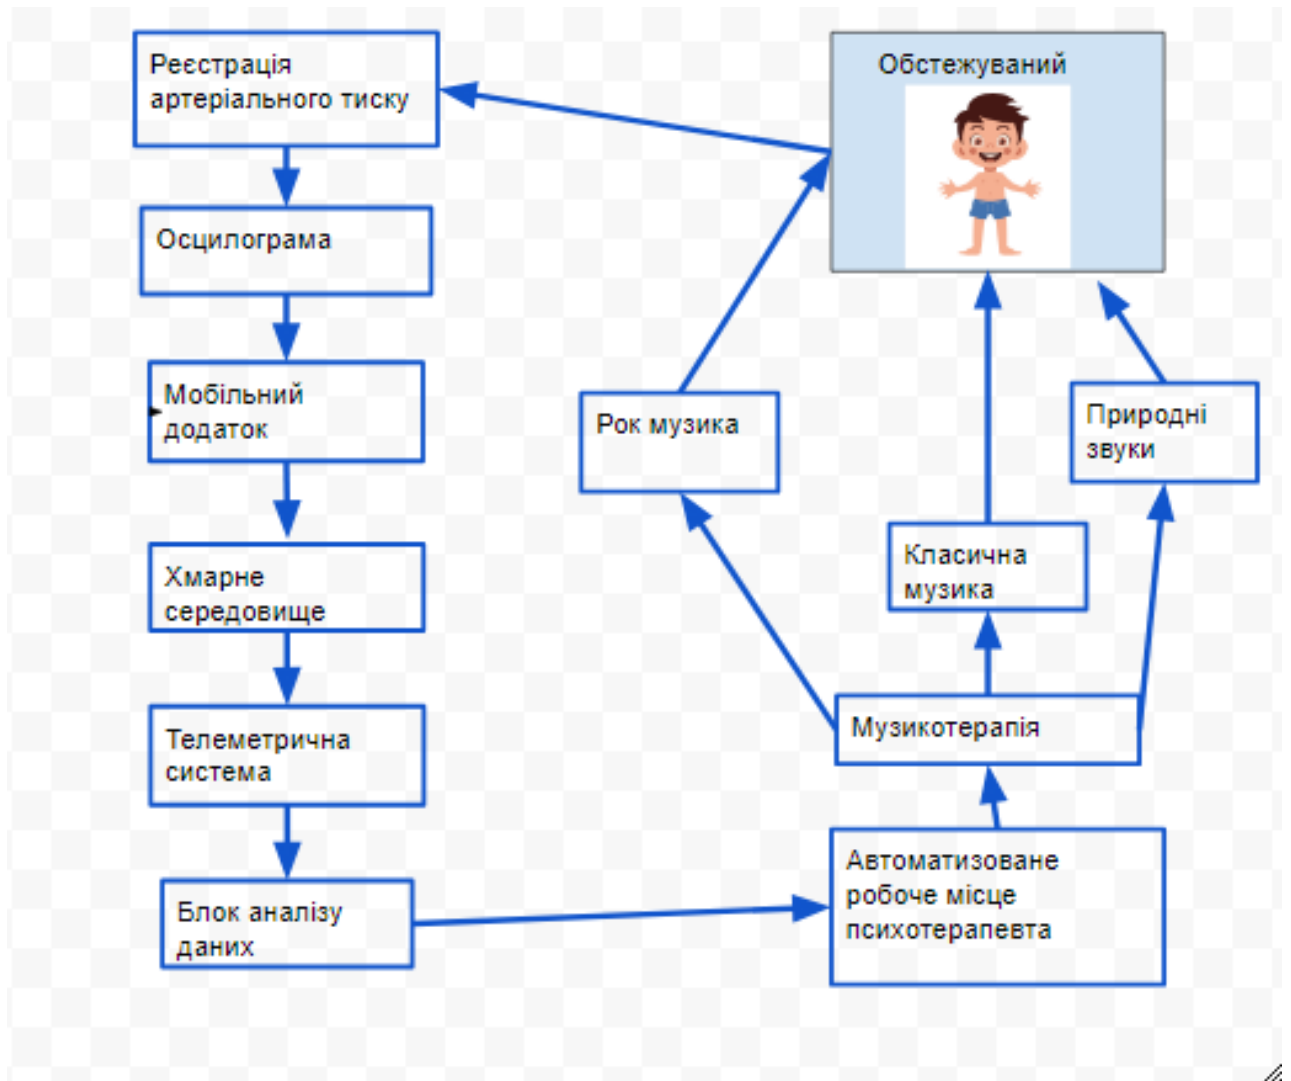 Реєстрація
артеріального тиску
Обстежуваний
Осцилограма
Мобільний
додаток
Рок музика
Природні
звуки
Хмарне
середовище
Класична
музика
Телеметрична
система
Музикотерапія
Блок аналізу
даних
Автоматизоване
робоче місце
психотерапевта